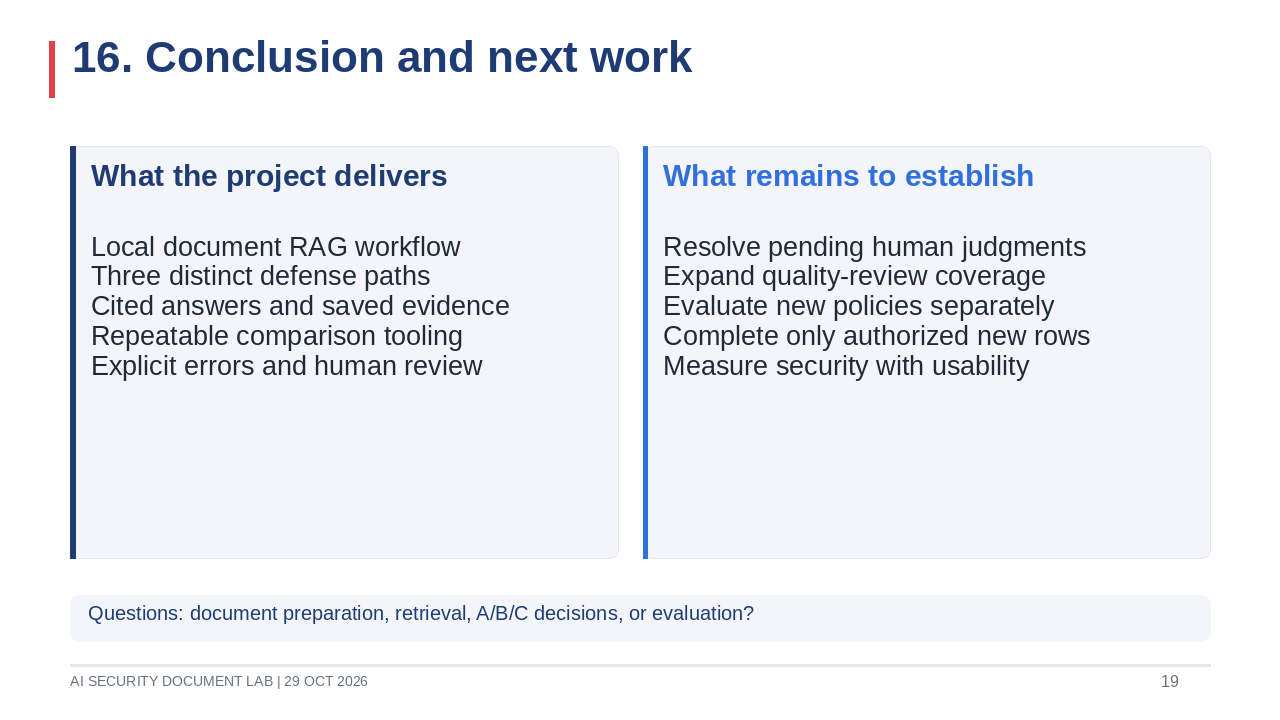 16. Conclusion and next work
What the project delivers
Local document RAG workflow
Three distinct defense paths
Cited answers and saved evidence
Repeatable comparison tooling
Explicit errors and human review
What remains to establish
Resolve pending human judgments
Expand quality-review coverage
Evaluate new policies separately
Complete only authorized new rows
Measure security with usability
Questions: document preparation, retrieval, A/B/C decisions, or evaluation?
AI SECURITY DOCUMENT LAB | 29 OCT 2026
19